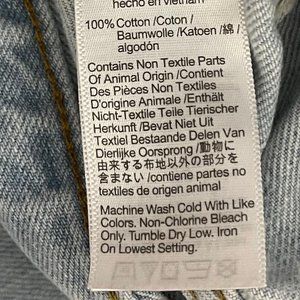 hecho en vietnam
100% Cotton /Coton /
Baumwolle /Katoen /綿 /
algodón
Contains Non Textile Parts
Of Animal Origin /Contient
Des Pièces Non Textiles
D'origine Animale /Enthält
Nicht-Textile Teile Tierischer
Herkunft /Bevat Niet Uit
Textiel Bestaande Delen Van
Dierlijke Oorsprong /動物に
由来する布地以外の部分を
含まない /contiene partes no
textiles de origen animal
Machine Wash Cold With Like
Colors. Non-Chlorine Bleach
Only. Tumble Dry Low. Iron
On Lowest Setting.